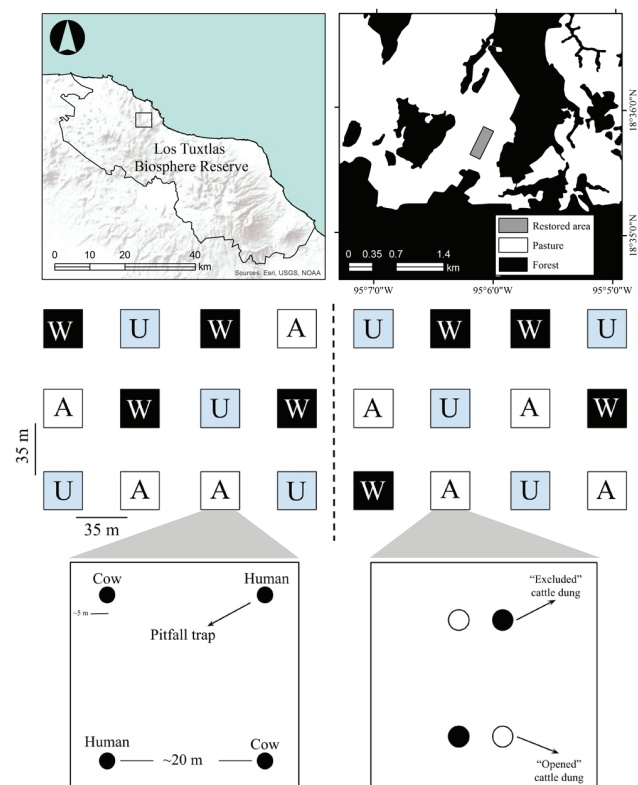 Los Tuxtlas
Biosphere Reserve
0 10 20 40
km
Sources: Esri, USGS, NOAA
18°36'0"N
18°35'0"N
Restored area
Pasture
Forest
0 0.35 0.7 1.4
km
95°7'0"W 95°6'0"W 95°5'0"W
W U W A U W W U
A W U W A U A W
U A A U W A U A
35 m
35 m
Cow Human
~5 m
Pitfall trap
Human Cow
~20 m
“Excluded”
cattle dung
“Opened”
cattle dung